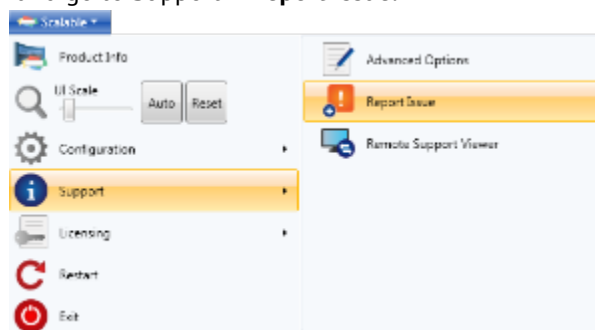 Scalable
Product Info
UI Scale
Auto Reset
Configuration
Support
Licensing
Restart
Exit
Advanced Options
Report Issue
Remote Support Viewer